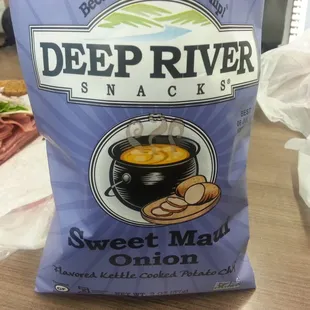 DEEP RIVER
SNACKS®
Sweet Maui
Onion
Flavored Kettle Cooked Potato Chips